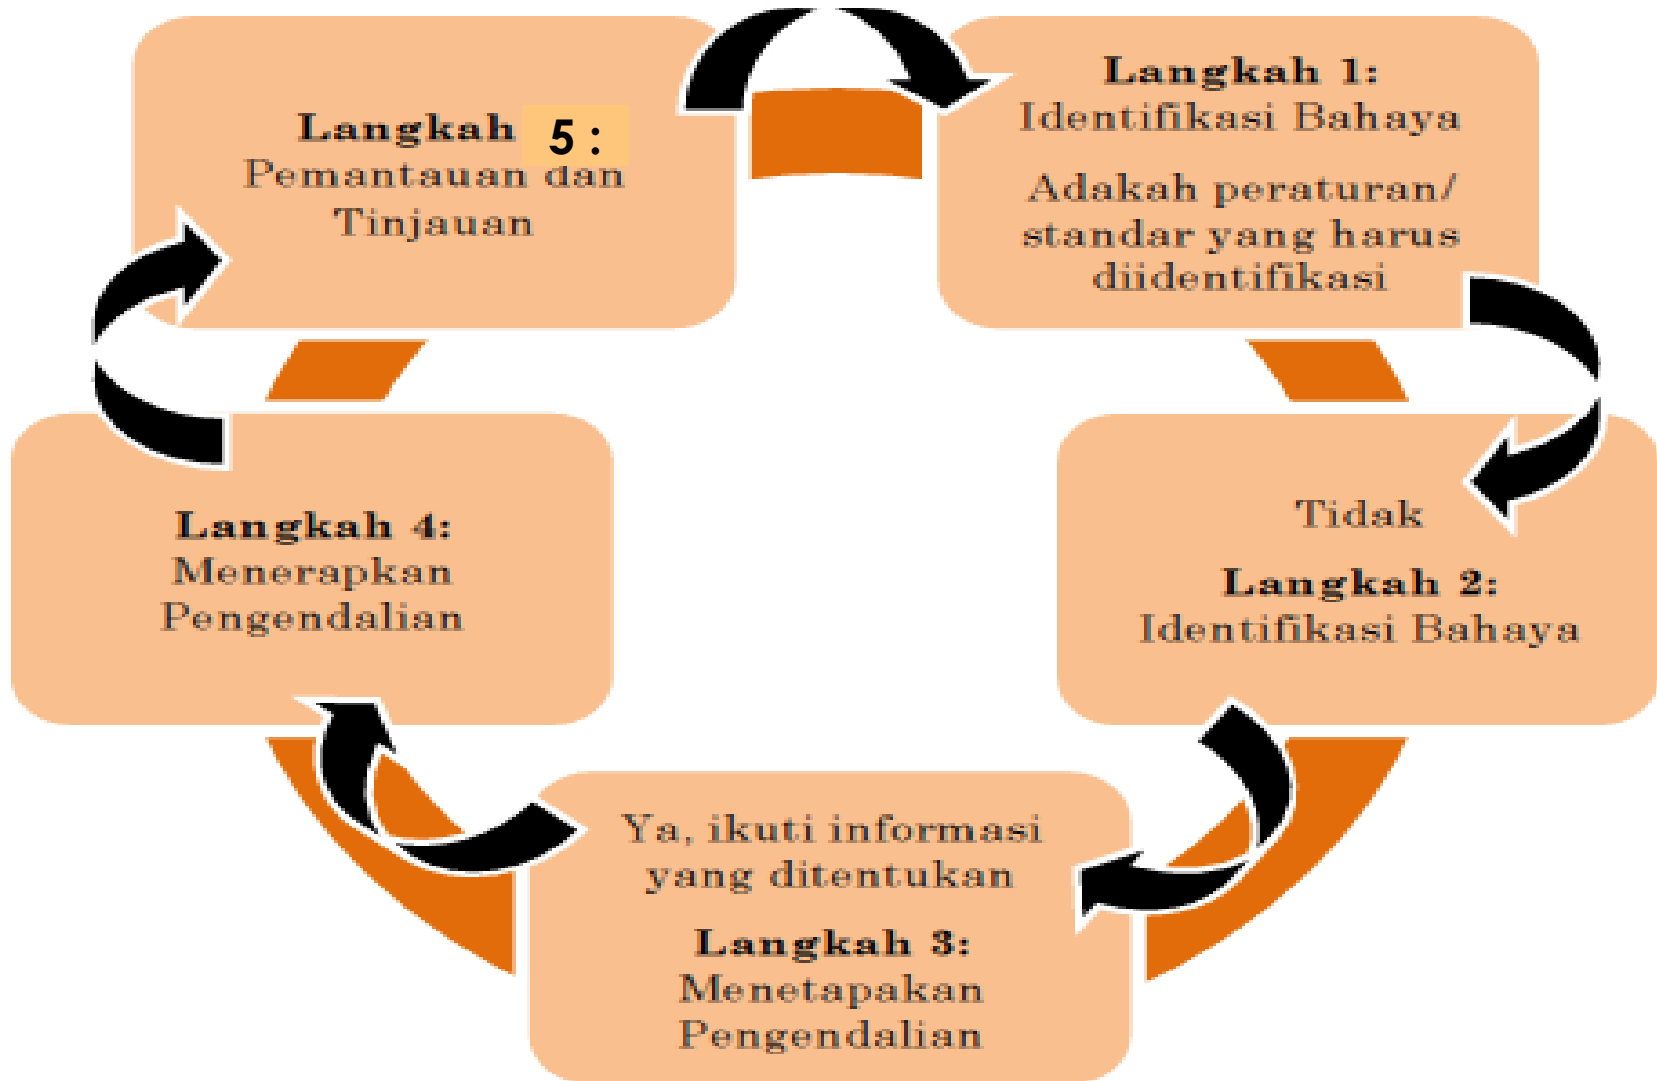 Langkah 1:
Identifikasi Bahaya
Adakah peraturan/
standar yang harus
diidentifikasi
Tidak
Langkah 2:
Identifikasi Bahaya
Ya, ikuti informasi
yang ditentukan
Langkah 3:
Menetapakan
Pengendalian
Langkah 4:
Menerapkan
Pengendalian
Langkah 5 :
Pemantauan dan
Tinjauan